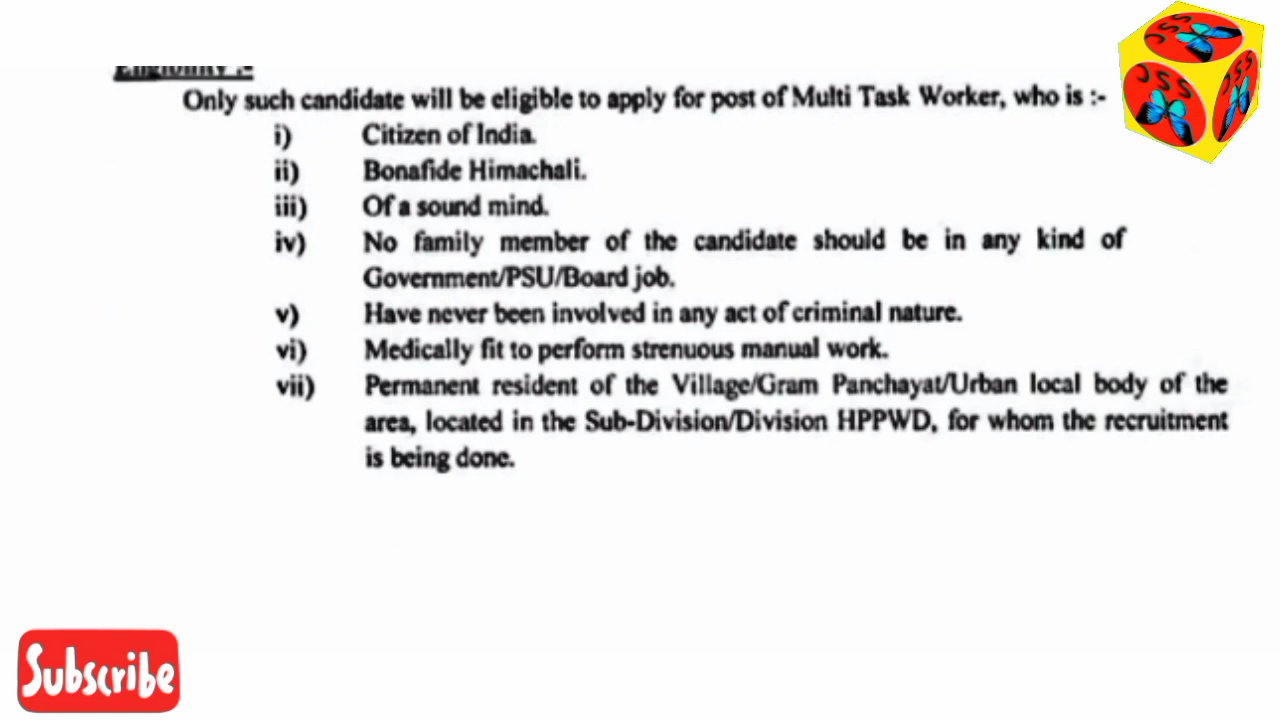 Eligibility :-
Only such candidate will be eligible to apply for post of Multi Task Worker, who is :-
i) Citizen of India.
ii) Bonafide Himachali.
iii) Of a sound mind.
iv) No family member of the candidate should be in any kind of
Government/PSU/Board job.
v) Have never been involved in any act of criminal nature.
vi) Medically fit to perform strenuous manual work.
vii) Permanent resident of the Village/Gram Panchayat/Urban local body of the
area, located in the Sub-Division/Division HPPWD, for whom the recruitment
is being done.
JSS
JSS
JSS
Subscribe